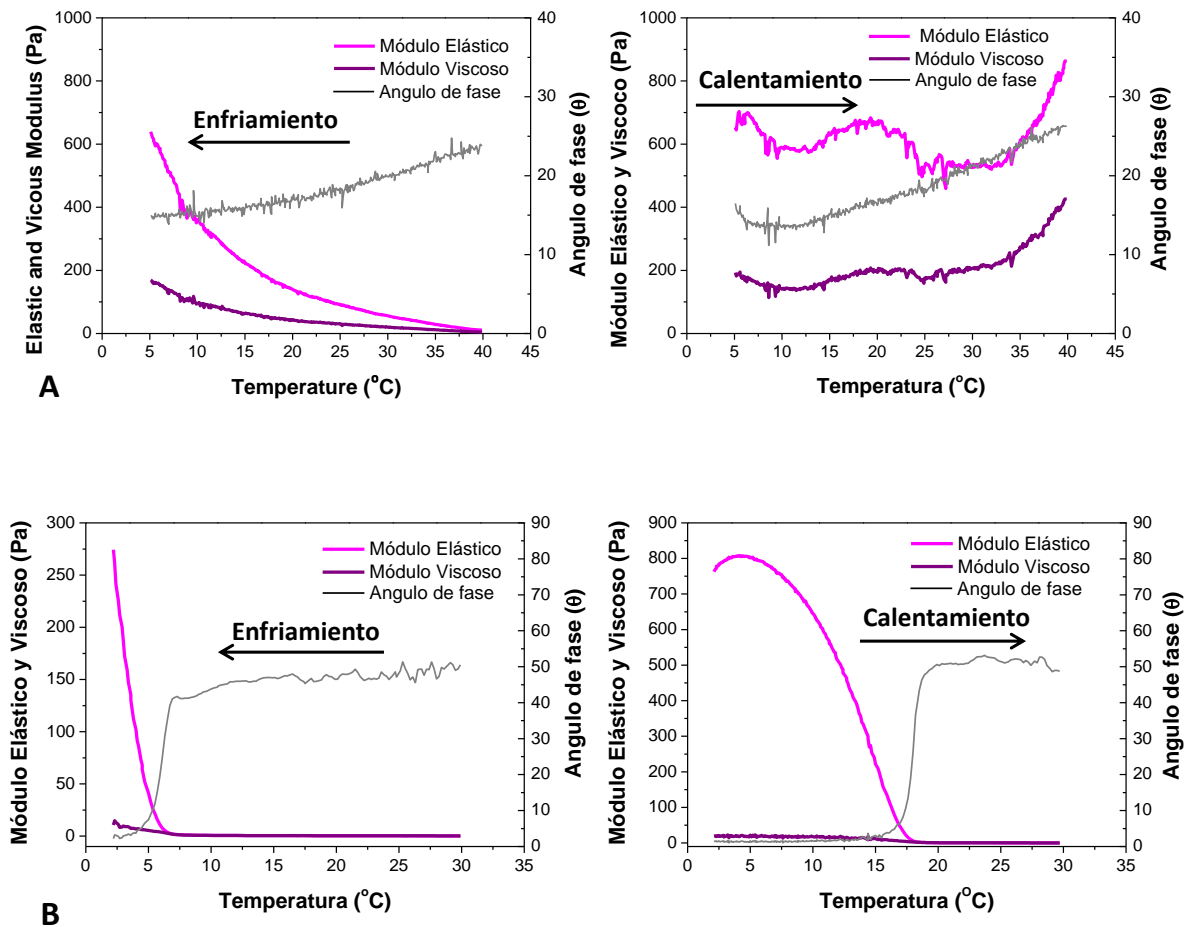 Elastic and Vicous Modulus (Pa)
1000
800
600
400
200
0
Módulo Elástico
Módulo Viscoso
Angulo de fase
Enfriamiento
40
30
20
10
0
Angulo de fase (θ)
0 5 10 15 20 25 30 35 40 45
Temperature (°C)
A
Módulo Elástico y Viscoco (Pa)
1000
800
600
400
200
0
Módulo Elástico
Módulo Viscoso
Angulo de fase
Calentamiento
40
30
20
10
0
Angulo de fase (θ)
0 5 10 15 20 25 30 35 40 45
Temperatura (°C)
Módulo Elástico y Viscoso (Pa)
300
250
200
150
100
50
0
Módulo Elástico
Módulo Viscoso
Angulo de fase
Enfriamiento
90
80
70
60
50
40
30
20
10
0
Angulo de fase (θ)
0 5 10 15 20 25 30 35
Temperatura (°C)
B
Módulo Elástico y Viscoso (Pa)
900
800
700
600
500
400
300
200
100
0
Módulo Elástico
Módulo Viscoso
Angulo de fase
Calentamiento
90
80
70
60
50
40
30
20
10
0
Angulo de fase (θ)
0 5 10 15 20 25 30 35
Temperatura (°C)